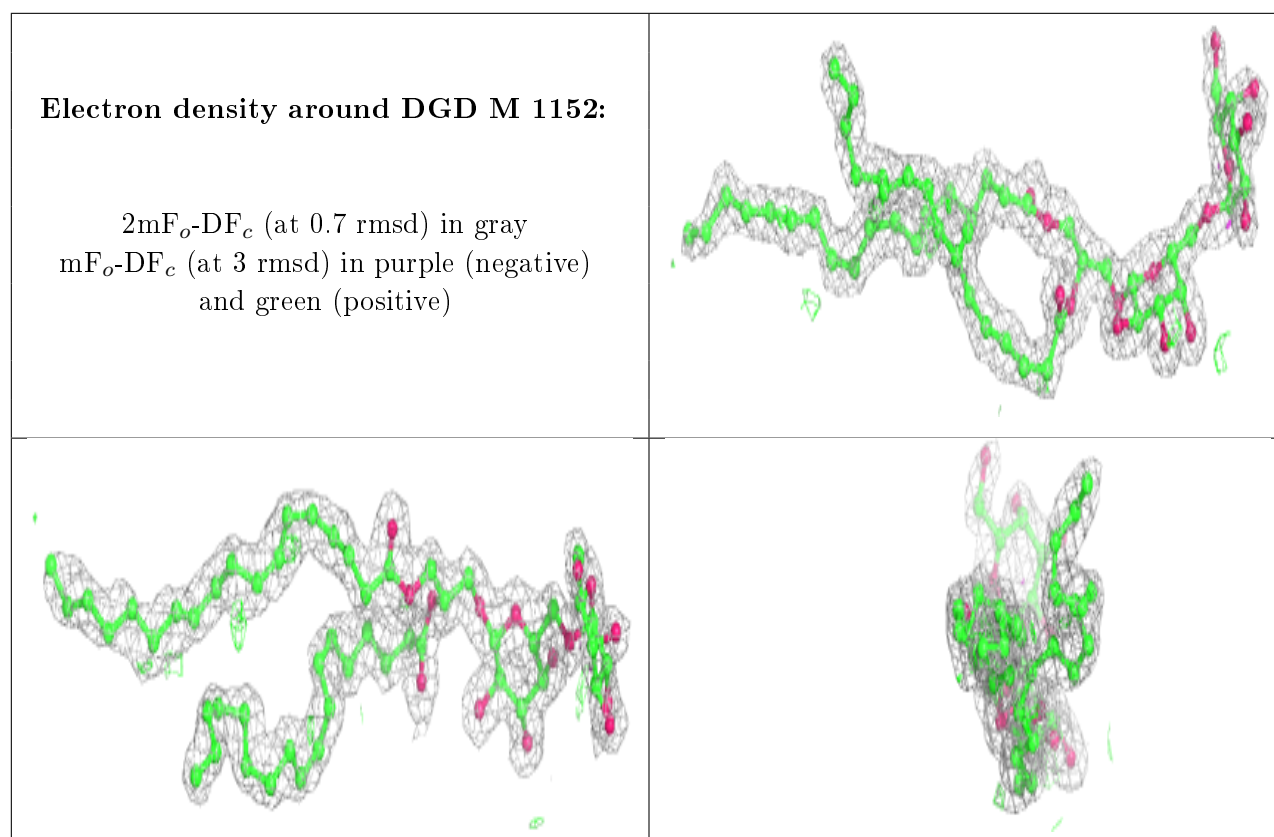 Electron density around DGD M 1152:
2mFo-DFc (at 0.7 rmsd) in gray
mFo-DFc (at 3 rmsd) in purple (negative)
and green (positive)